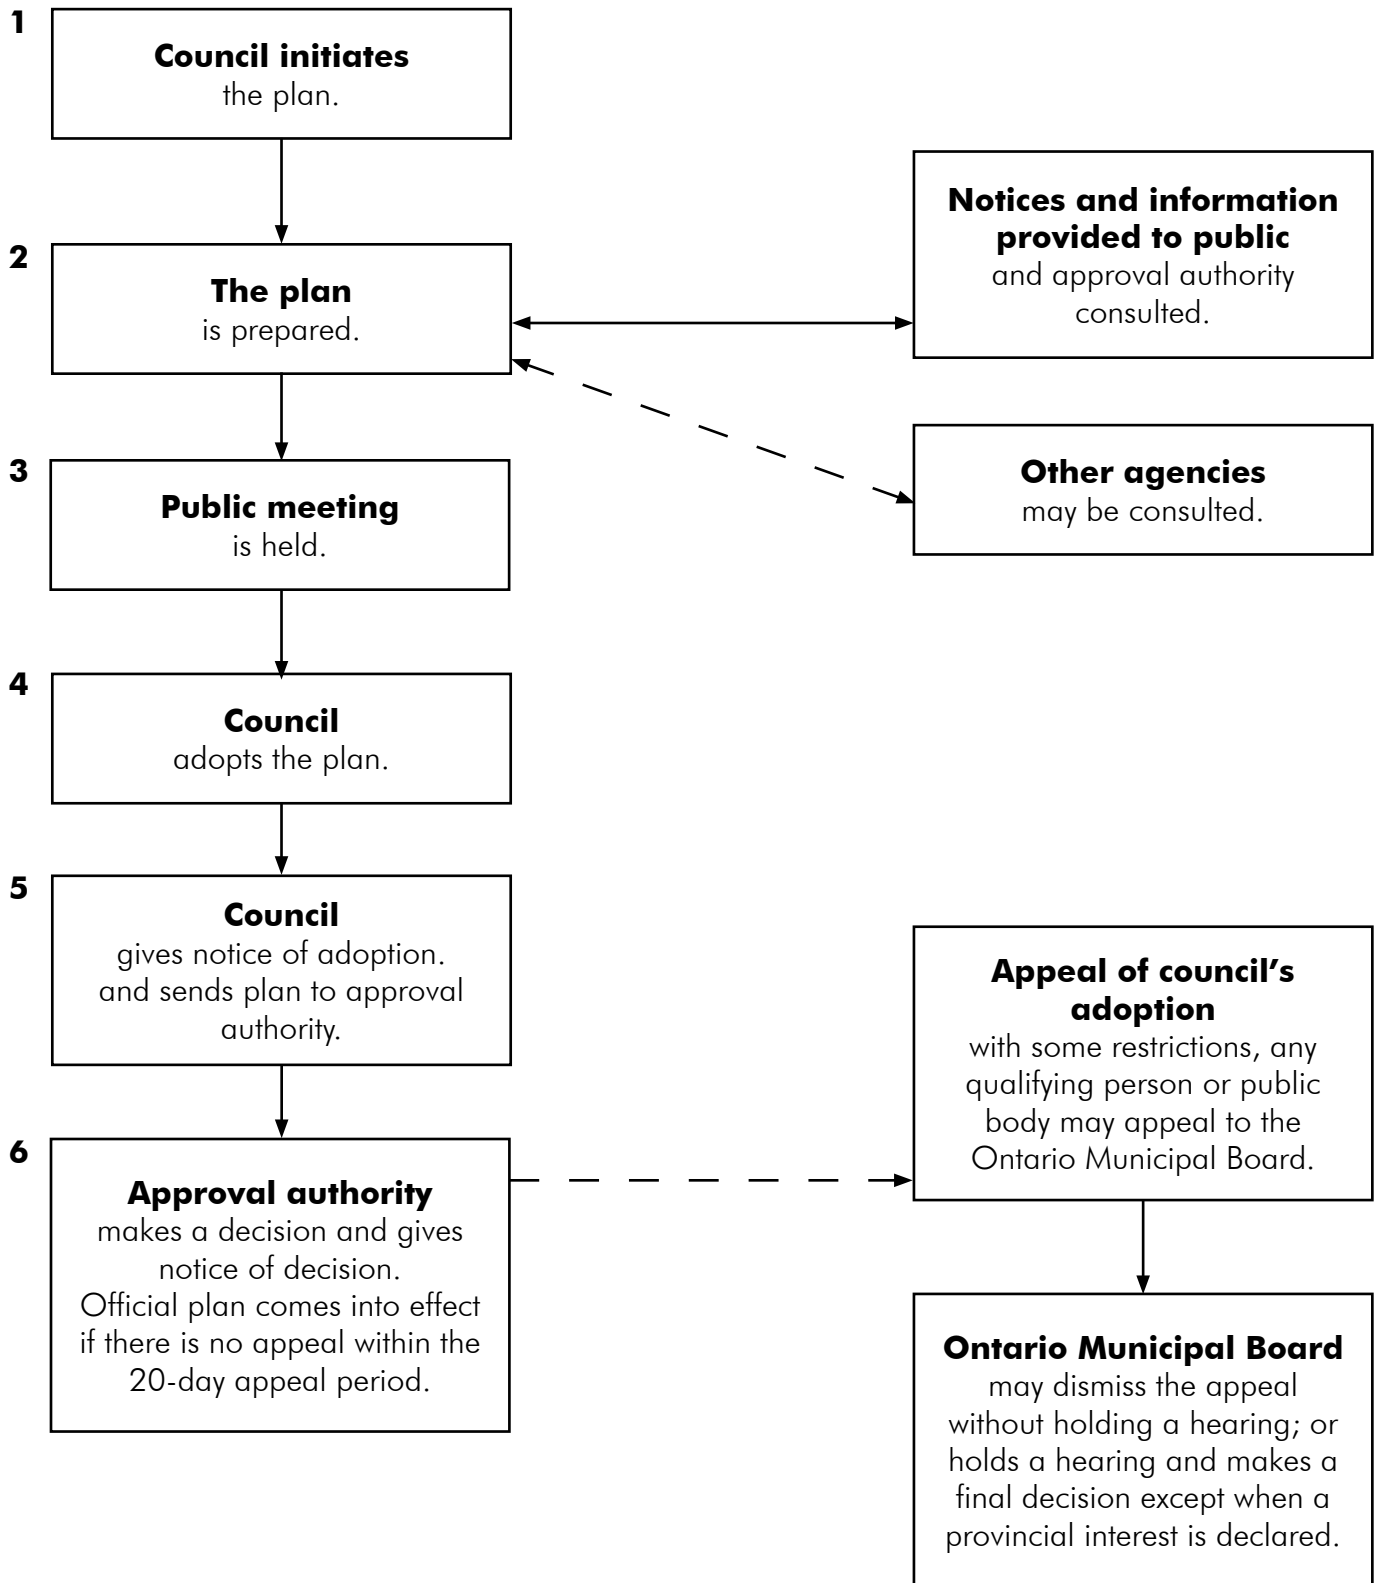 1
Council initiates
the plan.
2
The plan
is prepared.
Notices and information
provided to public
and approval authority
consulted.
Other agencies
may be consulted.
3
Public meeting
is held.
4
Council
adopts the plan.
5
Council
gives notice of adoption.
and sends plan to approval
authority.
6
Approval authority
makes a decision and gives
notice of decision.
Official plan comes into effect
if there is no appeal within the
20-day appeal period.
Appeal of council's
adoption
with some restrictions, any
qualifying person or public
body may appeal to the
Ontario Municipal Board.
Ontario Municipal Board
may dismiss the appeal
without holding a hearing; or
holds a hearing and makes a
final decision except when a
provincial interest is declared.